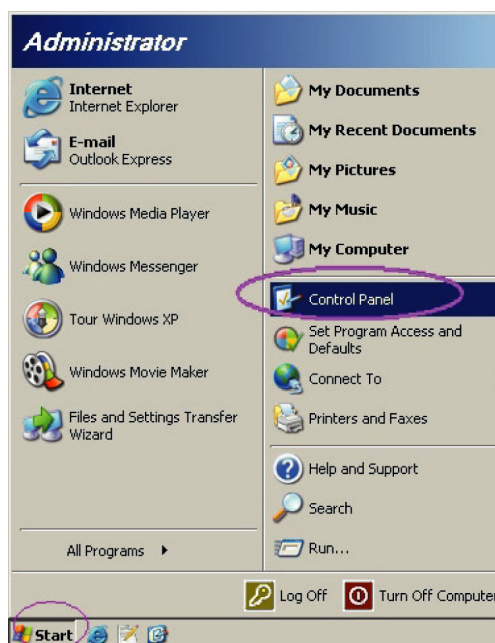 Administrator
Internet
Internet Explorer
E-mail
Outlook Express
Windows Media Player
Windows Messenger
Tour Windows XP
Windows Movie Maker
Files and Settings Transfer
Wizard
All Programs
My Documents
My Recent Documents
My Pictures
My Music
My Computer
Control Panel
Set Program Access and
Defaults
Connect To
Printers and Faxes
Help and Support
Search
Run...
Log Off
Turn Off Computer
Start